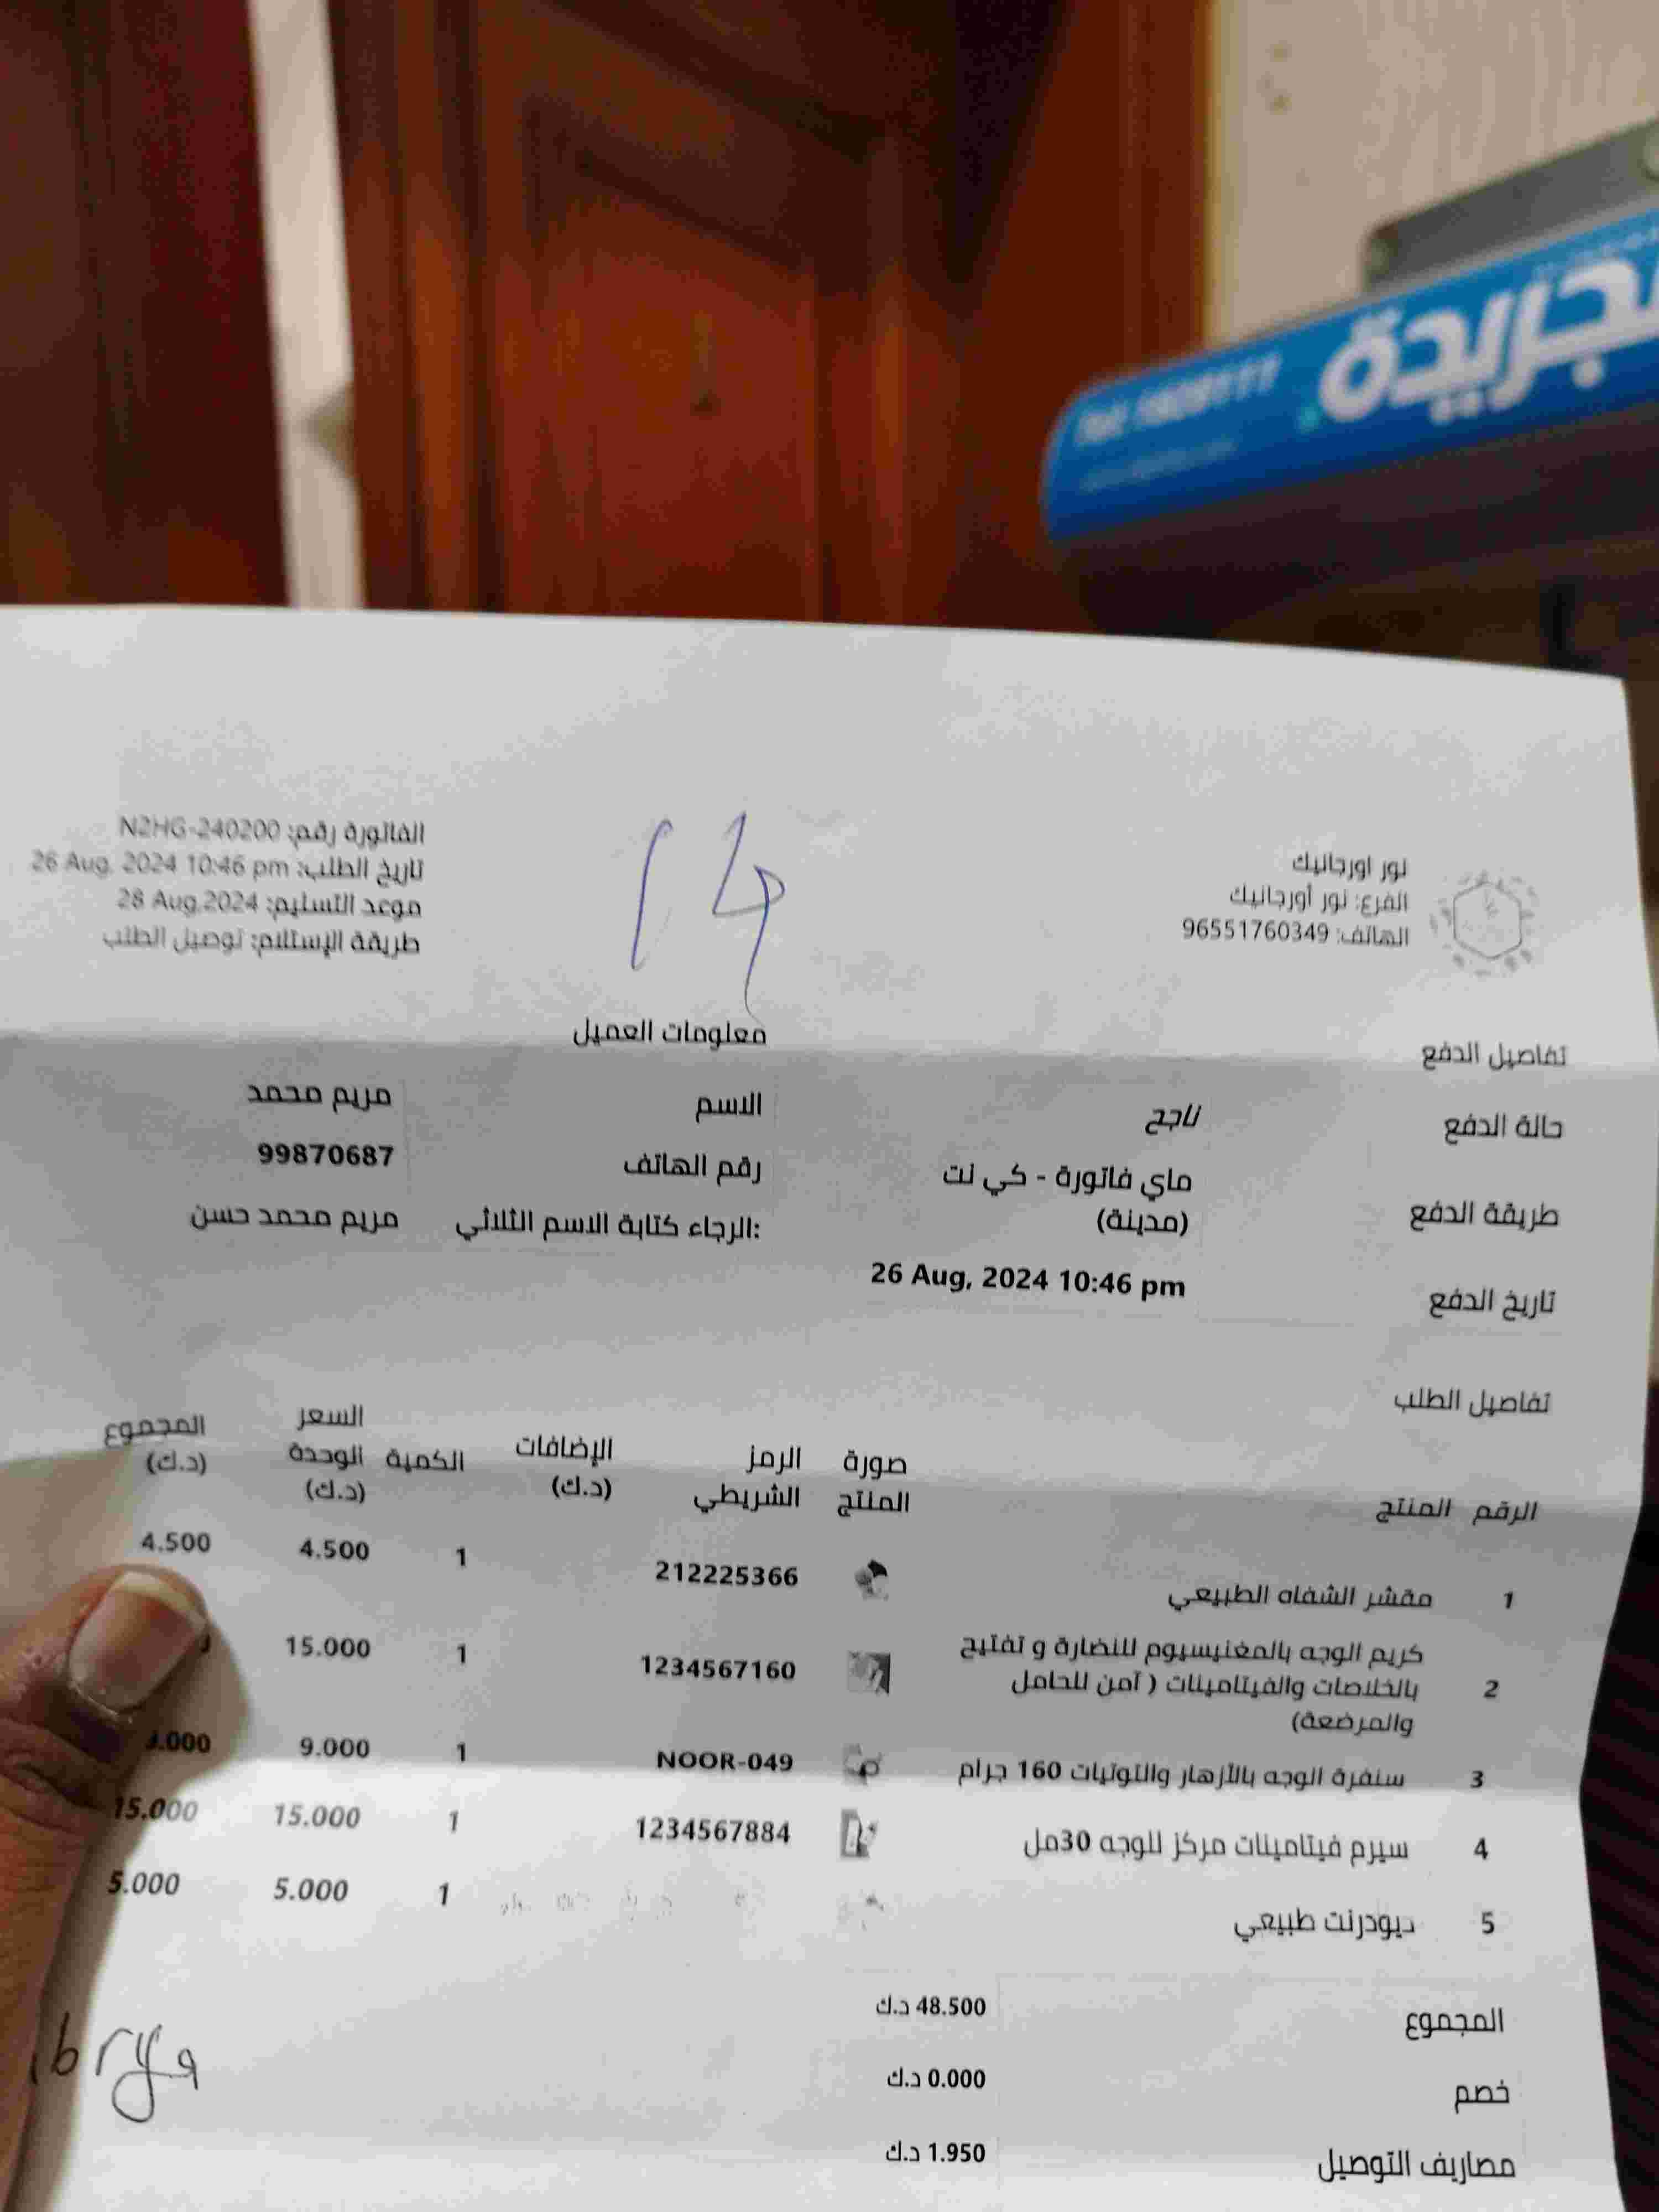 جريدة
Tel: 1828111
نور اورجانيك
الفرع: نور أورجانيك
الهاتف: 96551760349
14
الفاتورة رقم: N2HG-240200
تاريخ الطلب: 26 Aug, 2024 10:46 pm
موعد التسليم: 28 Aug,2024
طريقة الإستلام: توصيل الطلب
تفاصيل الدفع
حالة الدفع ناجح
طريقة الدفع ماي فاتورة - كي نت
(مدينة)
تاريخ الدفع 26 Aug, 2024 10:46 pm
معلومات العميل
الاسم مريم محمد
رقم الهاتف 99870687
الرجاء كتابة الاسم الثلاثي: مريم محمد حسن
تفاصيل الطلب
الرقم المنتج صورة المنتج الرمز الشريطي الإضافات (د.ك) الكمية السعر الوحدة (د.ك) المجموع (د.ك)
1 مقشر الشفاه الطبيعي 212225366 1 4.500 4.500
2 كريم الوجه بالمغنيسيوم للنضارة و تفتيح 1234567160 1 15.000
بالخلاصات والفيتامينات ( آمن للحامل
والمرضعة)
3 سنفرة الوجه بالأزهار والتوتيات 160 جرام NOOR-049 1 9.000 .000
4 سيرم فيتامينات مركز للوجه 30مل 1234567884 1 15.000 15.000
5 ديودرنت طبيعي 1 5.000 5.000
المجموع 48.500 د.ك
خصم 0.000 د.ك
مصاريف التوصيل 1.950 د.ك